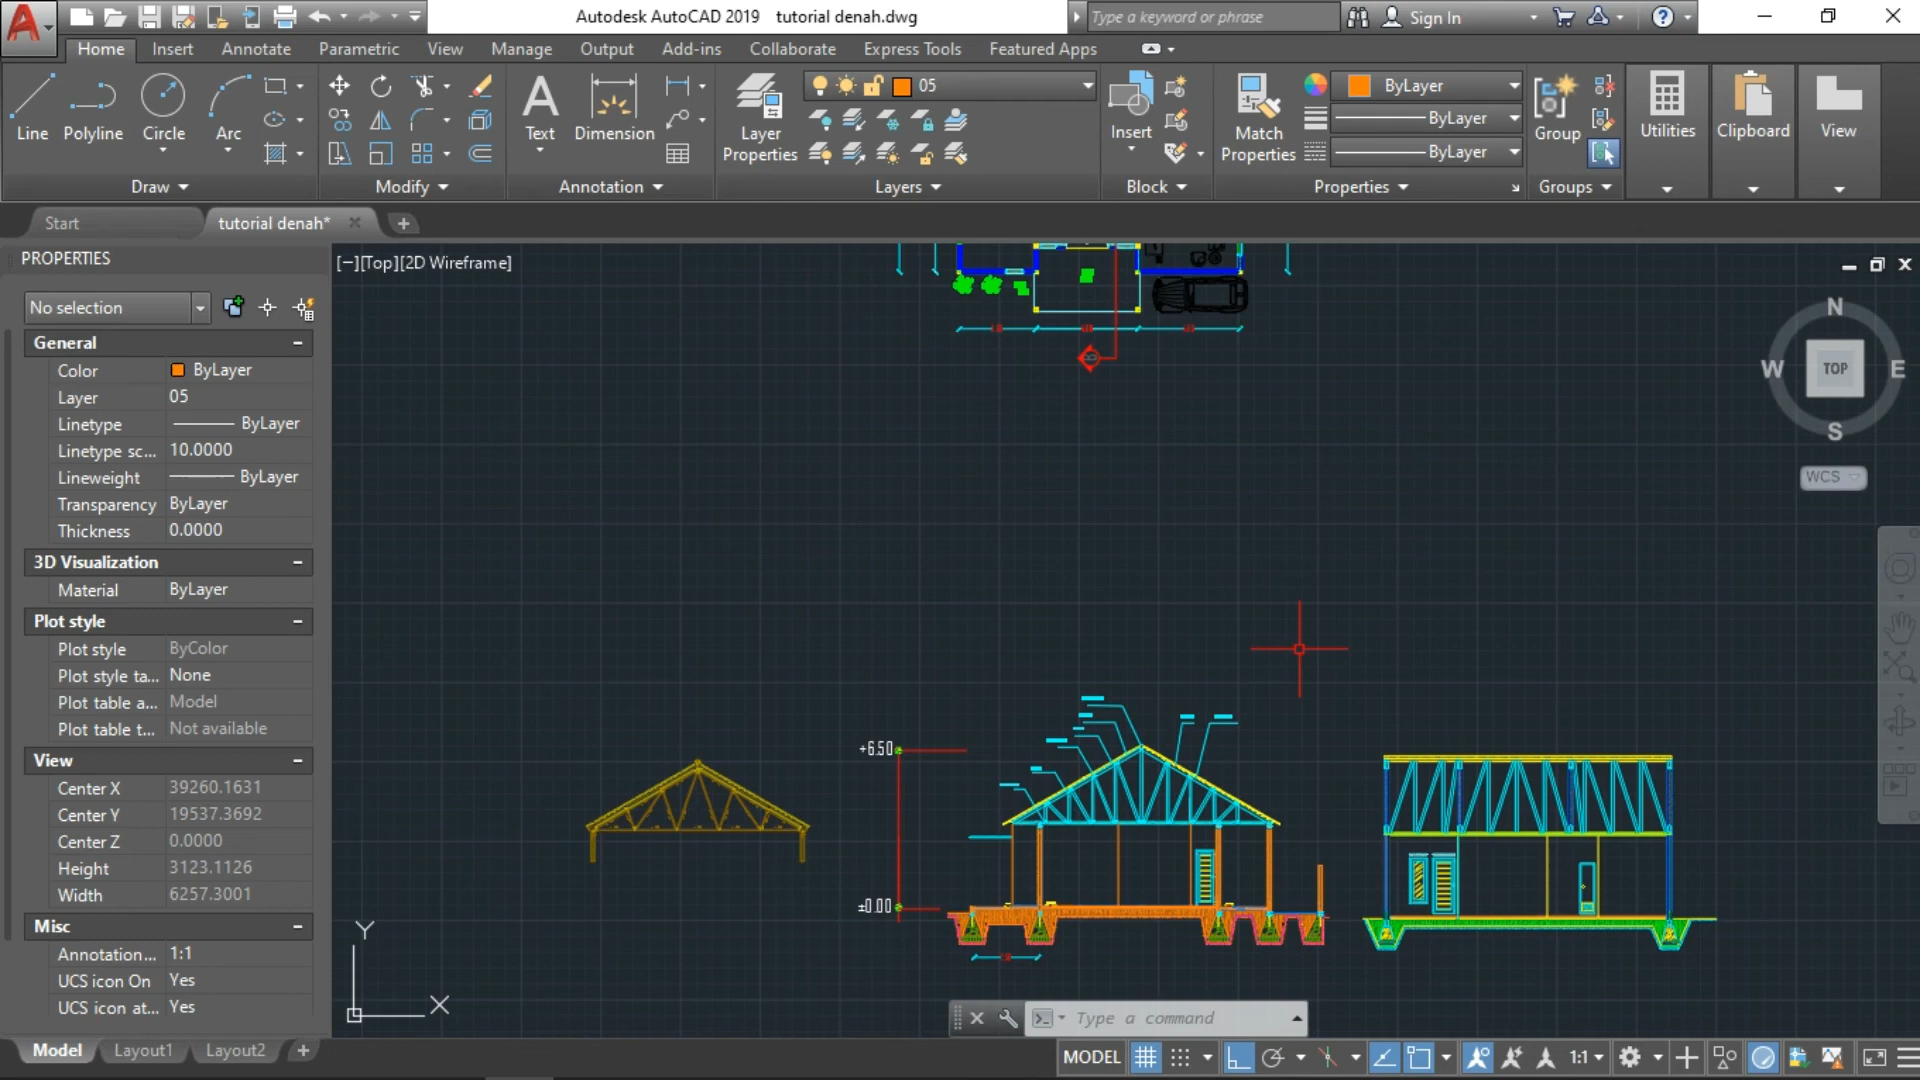 Autodesk AutoCAD 2019 tutorial denah.dwg
Type a keyword or phrase
Sign In
Home Insert Annotate Parametric View Manage Output Add-ins Collaborate Express Tools Featured Apps
Line Polyline Circle Arc
Draw
Modify
Text Dimension
Annotation
Layer Properties
05
Layers
Insert
Block
Match Properties
ByLayer
ByLayer
ByLayer
Properties
Group
Groups
Utilities
Clipboard
View
Start
tutorial denah*
PROPERTIES
No selection
General
Color ByLayer
Layer 05
Linetype ByLayer
Linetype sc... 10.0000
Lineweight ByLayer
Transparency ByLayer
Thickness 0.0000
3D Visualization
Material ByLayer
Plot style
Plot style ByColor
Plot style ta... None
Plot table a... Model
Plot table t... Not available
View
Center X 39260.1631
Center Y 19537.3692
Center Z 0.0000
Height 3123.1126
Width 6257.3001
Misc
Annotation... 1:1
UCS icon On Yes
UCS icon at... Yes
[−][Top][2D Wireframe]
N
W TOP E
S
WCS
+6.50
±0.00
Y
X
Type a command
Model Layout1 Layout2
MODEL
1:1